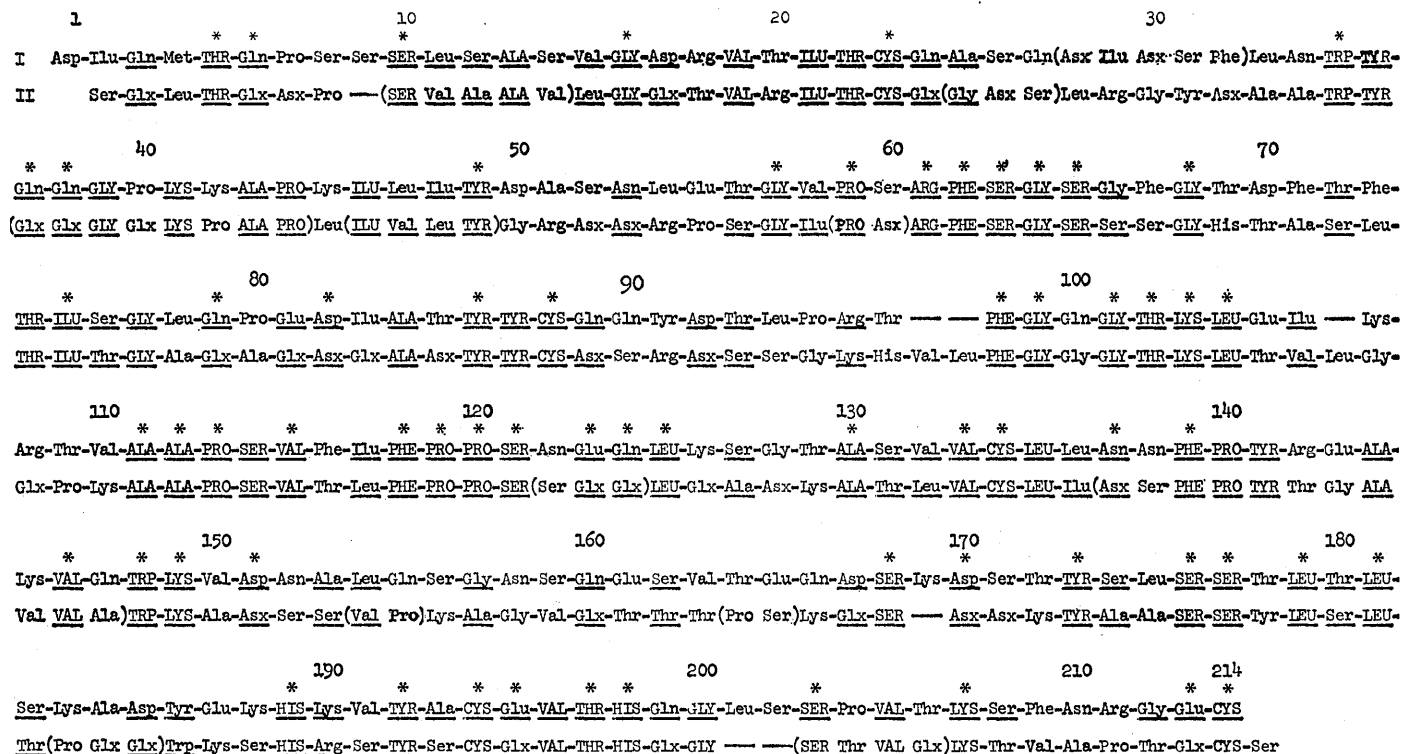 1 10 20 30
* * * * * *
I Asp-Ilu-Gln-Met-THR-Gln-Pro-Ser-Ser-SER-Leu-Ser-ALA-Ser-Val-GLY-Asp-Arg-VAL-Thr-ILU-THR-CYS-Gln-Ala-Ser-Gln(Asx Ilu Asx Ser Phe)Leu-Asn-TRP-TYR-
II Ser-Glx-Leu-THR-Glx-Asx-Pro — (SER Val Ala ALA Val)Leu-GLY-Glx-Thr-VAL-Arg-ILU-THR-CYS-Glx(Gly Asx Ser)Leu-Arg-Gly-Tyr-Asx-Ala-Ala-TRP-TYR
40 50 60 70
* * * * * * * * * * *
Gln-Gln-GLY-Pro-LYS-Lys-ALA-PRO-Lys-ILU-Leu-Ilu-TYR-Asp-Ala-Ser-Asn-Leu-Glu-Thr-GLY-Val-PRO-Ser-ARG-PHE-SER-GLY-SER-Gly-Phe-GLY-Thr-Asp-Phe-Thr-Phe-
(Glx Glx GLY Glx LYS Pro ALA PRO)Leu(ILU Val Leu TYR)Gly-Arg-Asx-Asx-Arg-Pro-Ser-GLY-Ilu(PRO Asx)ARG-PHE-SER-GLY-SER-Ser-Ser-GLY-His-Thr-Ala-Ser-Leu-
80 90 100
* * * * * * * * * * *
THR-ILU-Ser-GLY-Leu-Gln-Pro-Glu-Asp-Ilu-ALA-Thr-TYR-TYR-CYS-Gln-Gln-Tyr-Asp-Thr-Leu-Pro-Arg-Thr — — PHE-GLY-Gln-GLY-THR-LYS-LEU-Glu-Ilu — Lys-
THR-ILU-Thr-GLY-Ala-Glx-Ala-Glx-Asx-Glx-ALA-Asx-TYR-TYR-CYS-Asx-Ser-Arg-Asx-Ser-Ser-Gly-Lys-His-Val-Leu-PHE-GLY-Gly-GLY-THR-LYS-LEU-Thr-Val-Leu-Gly-
110 120 130 140
* * * * * * * * * * * * * * * *
Arg-Thr-Val-ALA-ALA-PRO-SER-VAL-Phe-Ilu-PHE-PRO-PRO-SER-Asn-Glu-Gln-LEU-Lys-Ser-Gly-Thr-ALA-Ser-Val-VAL-CYS-LEU-Leu-Asn-Asn-PHE-PRO-TYR-Arg-Glu-ALA-
Glx-Pro-Lys-ALA-ALA-PRO-SER-VAL-Thr-Leu-PHE-PRO-PRO-SER(Ser Glx Glx)LEU-Glx-Ala-Asx-Lys-ALA-Thr-Leu-VAL-CYS-LEU-Ilu(Asx Ser PHE PRO TYR Thr Gly ALA
150 160 170 180
* * * * * * * * * * *
Lys-VAL-Gln-TRP-LYS-Val-Asp-Asn-Ala-Leu-Gln-Ser-Gly-Asn-Ser-Gln-Glu-Ser-Val-Thr-Glu-Gln-Asp-SER-Lys-Asp-Ser-Thr-TYR-Ser-Leu-SER-SER-Thr-LEU-Thr-LEU-
Val VAL Ala)TRP-LYS-Ala-Asx-Ser-Ser(Val Pro)Lys-Ala-Gly-Val-Glx-Thr-Thr-Thr(Pro Ser)Lys-Glx-SER — Asx-Asx-Lys-TYR-Ala-Ala-SER-SER-Tyr-LEU-Ser-LEU-
190 200 210 214
* * * * * * * * * *
Ser-Lys-Ala-Asp-Tyr-Glu-Lys-HIS-Lys-Val-TYR-Ala-CYS-Glu-VAL-THR-HIS-Gln-GLY-Leu-Ser-SER-Pro-VAL-Thr-LYS-Ser-Phe-Asn-Arg-Gly-Glu-CYS
Thr(Pro Glx Glx)Trp-Lys-Ser-HIS-Arg-Ser-TYR-Ser-CYS-Glx-VAL-THR-HIS-Glx-GLY — — (SER Thr VAL Glx)LYS-Thr-Val-Ala-Pro-Thr-Glx-CYS-Ser